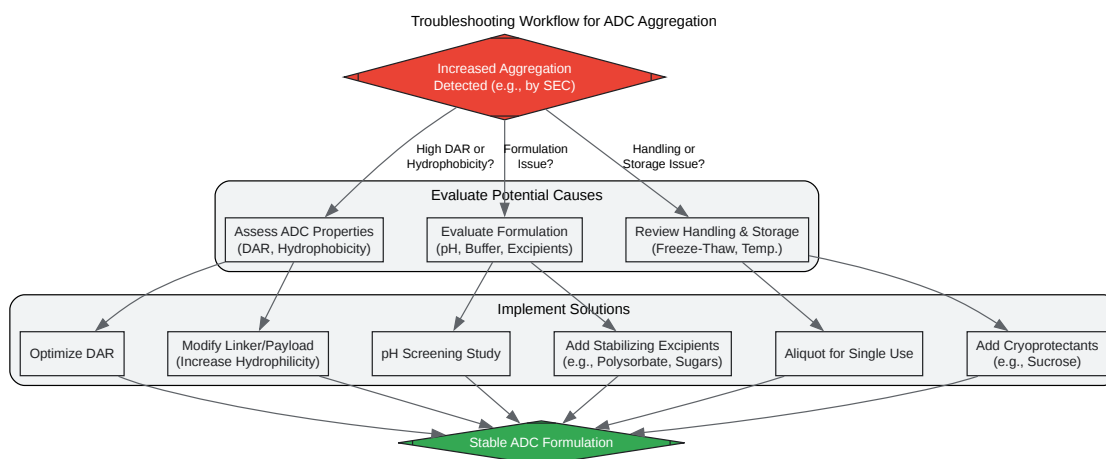 Troubleshooting Workflow for ADC Aggregation
Increased Aggregation
Detected (e.g., by SEC)
High DAR or
Hydrophobicity?
Formulation
Issue?
Handling or
Storage Issue?
Evaluate Potential Causes
Assess ADC Properties
(DAR, Hydrophobicity)
Evaluate Formulation
(pH, Buffer, Excipients)
Review Handling & Storage
(Freeze-Thaw, Temp.)
Implement Solutions
Optimize DAR
Modify Linker/Payload
(Increase Hydrophilicity)
pH Screening Study
Add Stabilizing Excipients
(e.g., Polysorbate, Sugars)
Aliquot for Single Use
Add Cryoprotectants
(e.g., Sucrose)
Stable ADC Formulation